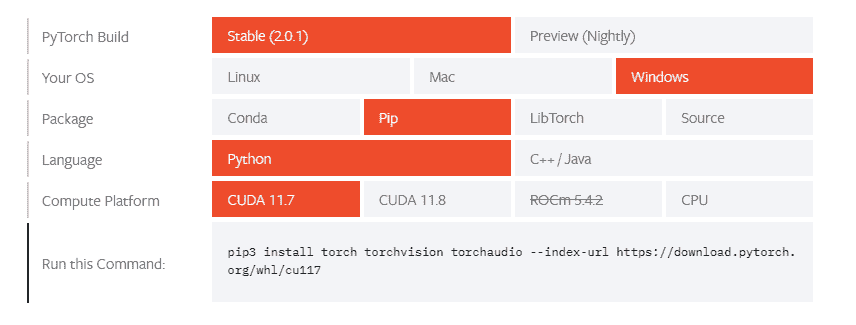 PyTorch Build Stable (2.0.1) Preview (Nightly)
Your OS Linux Mac Windows
Package Conda Pip LibTorch Source
Language Python C++ / Java
Compute Platform CUDA 11.7 CUDA 11.8 ROCm 5.4.2 CPU
Run this Command: pip3 install torch torchvision torchaudio --index-url https://download.pytorch.
org/whl/cu117